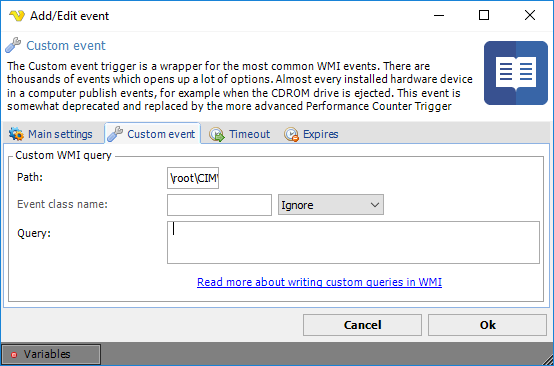 Add/Edit event
Custom event
The Custom event trigger is a wrapper for the most common WMI events. There are
thousands of events which opens up a lot of options. Almost every installed hardware device
in a computer publish events, for example when the CDROM drive is ejected. This event is
somewhat deprecated and replaced by the more advanced Performance Counter Trigger
Main settings Custom event Timeout Expires
Custom WMI query
Path: \root\CIM\
Event class name: Ignore
Query:
Read more about writing custom queries in WMI
Cancel Ok
Variables